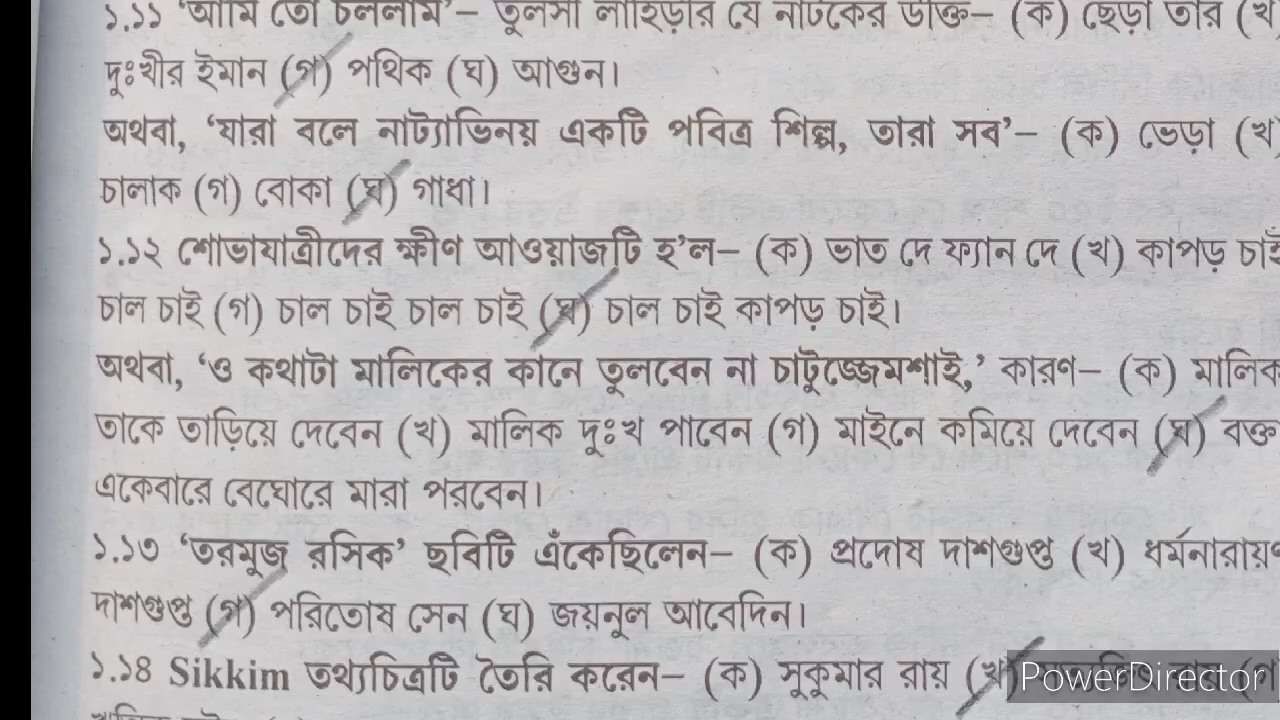 ১.১১ 'আমি তো চললাম'– তুলসী লাহিড়ীর যে নাটকের উক্তি– (ক) ছেঁড়া তার (খ
দুঃখীর ইমান (গ) পথিক (ঘ) আগুন।
অথবা, 'যারা বলে নাট্যাভিনয় একটি পবিত্র শিল্প, তারা সব'– (ক) ভেড়া (খ)
চালাক (গ) বোকা (ঘ) গাধা।
১.১২ শোভাযাত্রীদের ক্ষীণ আওয়াজটি হ'ল– (ক) ভাত দে ফ্যান দে (খ) কাপড় চাই
চাল চাই (গ) চাল চাই চাল চাই (ঘ) চাল চাই কাপড় চাই।
অথবা, 'ও কথাটা মালিকের কানে তুলবেন না চাটুজ্জেমশাই,' কারণ– (ক) মালিক
তাকে তাড়িয়ে দেবেন (খ) মালিক দুঃখ পাবেন (গ) মাইনে কমিয়ে দেবেন (ঘ) বক্ত
একেবারে বেঘোরে মারা পরবেন।
১.১৩ 'তরমুজ রসিক' ছবিটি এঁকেছিলেন– (ক) প্রদোষ দাশগুপ্ত (খ) ধর্মনারায়ণ
দাশগুপ্ত (গ) পরিতোষ সেন (ঘ) জয়নুল আবেদিন।
১.১৪ Sikkim তথ্যচিত্রটি তৈরি করেন– (ক) সুকুমার রায় (খ)
PowerDirector